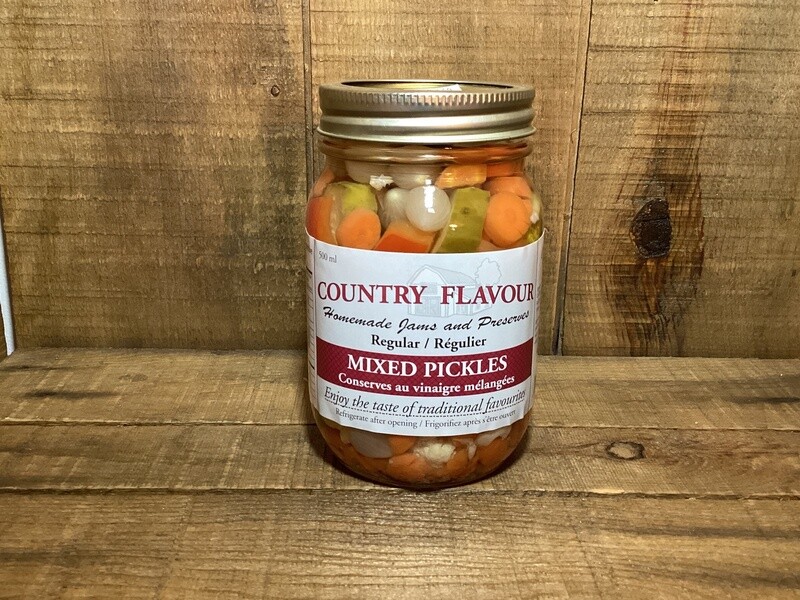 500 ml
COUNTRY FLAVOUR
Homemade Jams and Preserves
Regular / Régulier
MIXED PICKLES
Conserves au vinaigre mélangées
Enjoy the taste of traditional favourites
Refrigerate after opening / Frigorifiez après s'être ouvert